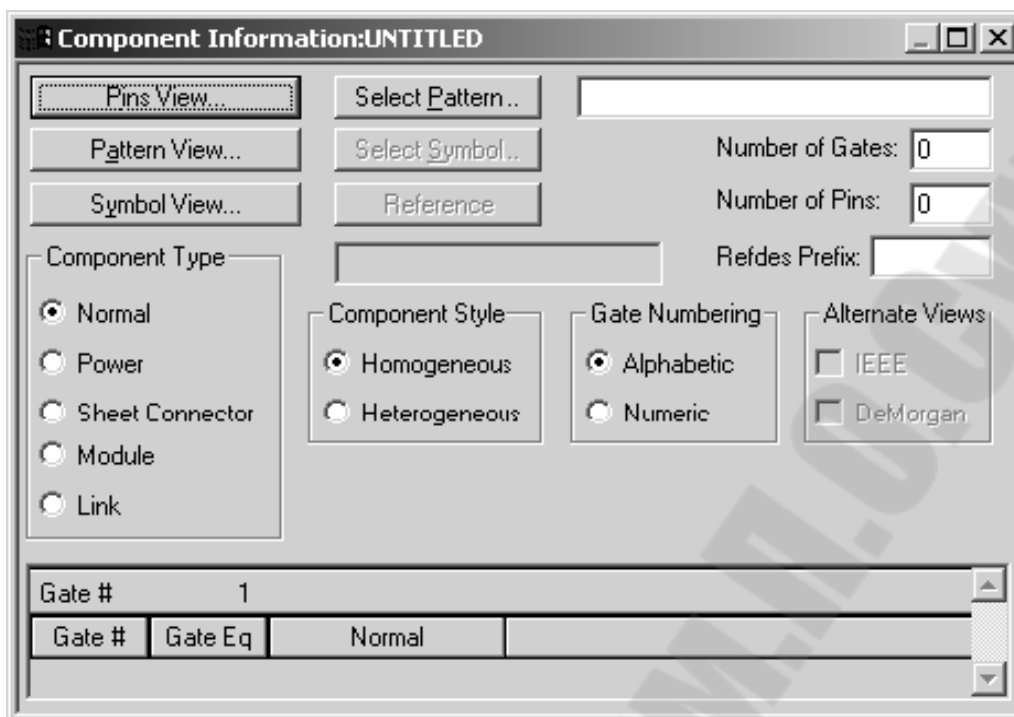 Component Information:UNTITLED
Pins View... Select Pattern..
Pattern View... Select Symbol.. Number of Gates: 0
Symbol View... Reference Number of Pins: 0
Component Type Refdes Prefix:
Normal Component Style Gate Numbering Alternate Views
Power Homogeneous Alphabetic IEEE
Sheet Connector Heterogeneous Numeric DeMorgan
Module
Link
Gate # 1
Gate # Gate Eq Normal